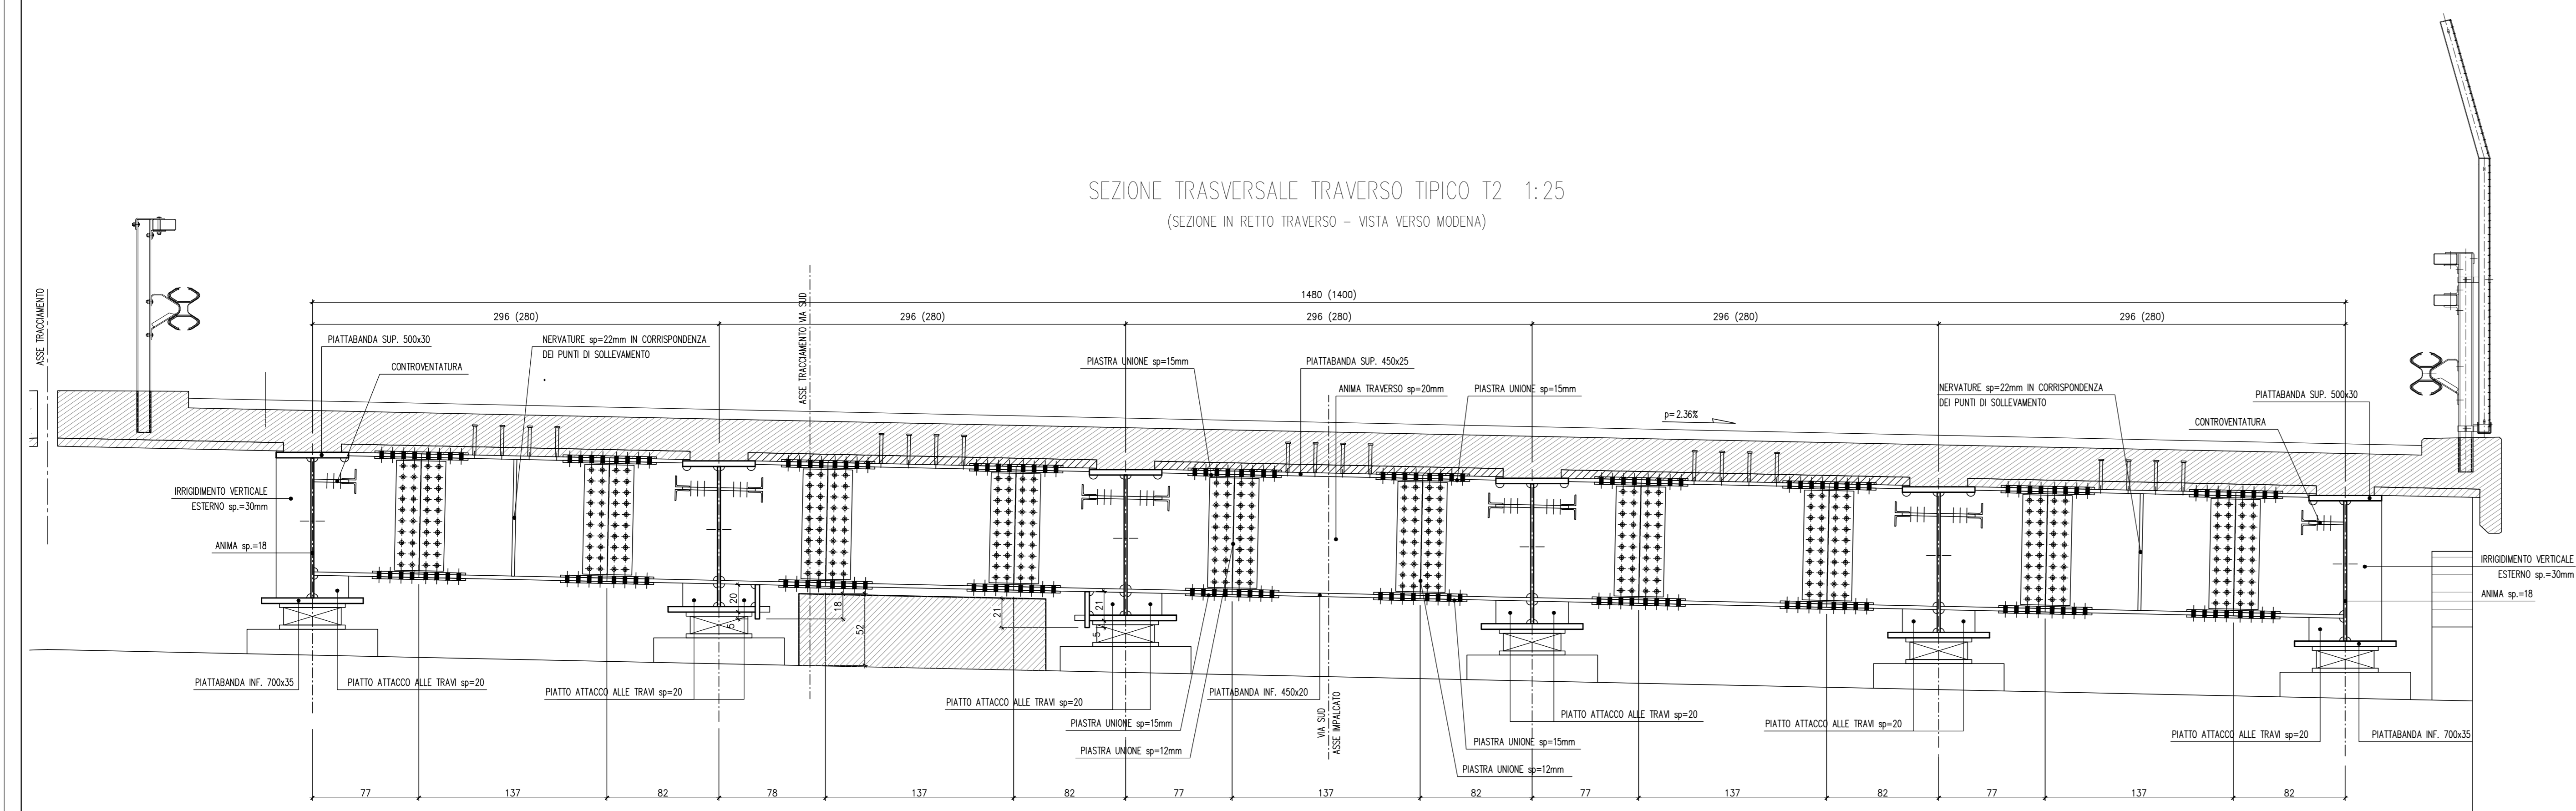 SEZIONE TRASVERSALE TRAVERSO TIPICO T2 1:25
(SEZIONE IN RETTO TRAVERSO - VISTA VERSO MODENA)
ASSE TRACCIAMENTO
ASSE TRACCIAMENTO VIA SUD
1480 (1400)
296 (280)
296 (280)
296 (280)
296 (280)
296 (280)
PIATTABANDA SUP. 500x30
CONTROVENTATURA
NERVATURE sp=22mm IN CORRISPONDENZA
DEI PUNTI DI SOLLEVAMENTO
PIASTRA UNIONE sp=15mm
PIATTABANDA SUP. 450x25
ANIMA TRAVERSO sp=20mm
PIASTRA UNIONE sp=15mm
p=2.36%
NERVATURE sp=22mm IN CORRISPONDENZA
DEI PUNTI DI SOLLEVAMENTO
PIATTABANDA SUP. 500x30
CONTROVENTATURA
IRRIGIDIMENTO VERTICALE
ESTERNO sp.=30mm
ANIMA sp.=18
IRRIGIDIMENTO VERTICALE
ESTERNO sp.=30mm
ANIMA sp.=18
20
5
18
52
21
21
5
PIATTABANDA INF. 700x35
PIATTO ATTACCO ALLE TRAVI sp=20
PIATTO ATTACCO ALLE TRAVI sp=20
PIATTO ATTACCO ALLE TRAVI sp=20
PIASTRA UNIONE sp=15mm
PIASTRA UNIONE sp=12mm
PIATTABANDA INF. 450x20
VIA SUD
ASSE IMPALCATO
PIASTRA UNIONE sp=15mm
PIASTRA UNIONE sp=12mm
PIATTO ATTACCO ALLE TRAVI sp=20
PIATTO ATTACCO ALLE TRAVI sp=20
PIATTO ATTACCO ALLE TRAVI sp=20
PIATTABANDA INF. 700x35
77
137
82
78
137
82
77
137
82
77
137
82
77
137
82